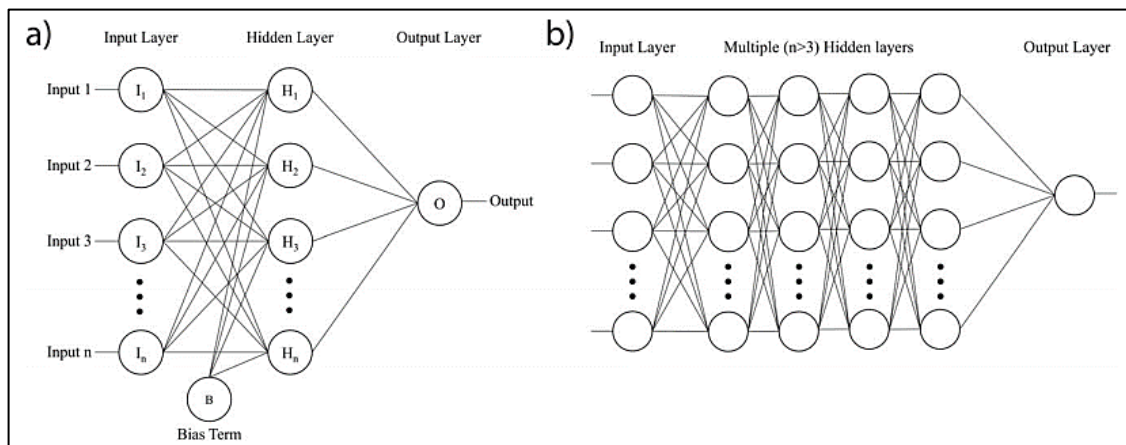 a)
Input Layer Hidden Layer Output Layer
Input 1 I1 H1
Input 2 I2 H2
O Output
Input 3 I3 H3
Input n In Hn
B
Bias Term
b)
Input Layer Multiple (n>3) Hidden layers Output Layer